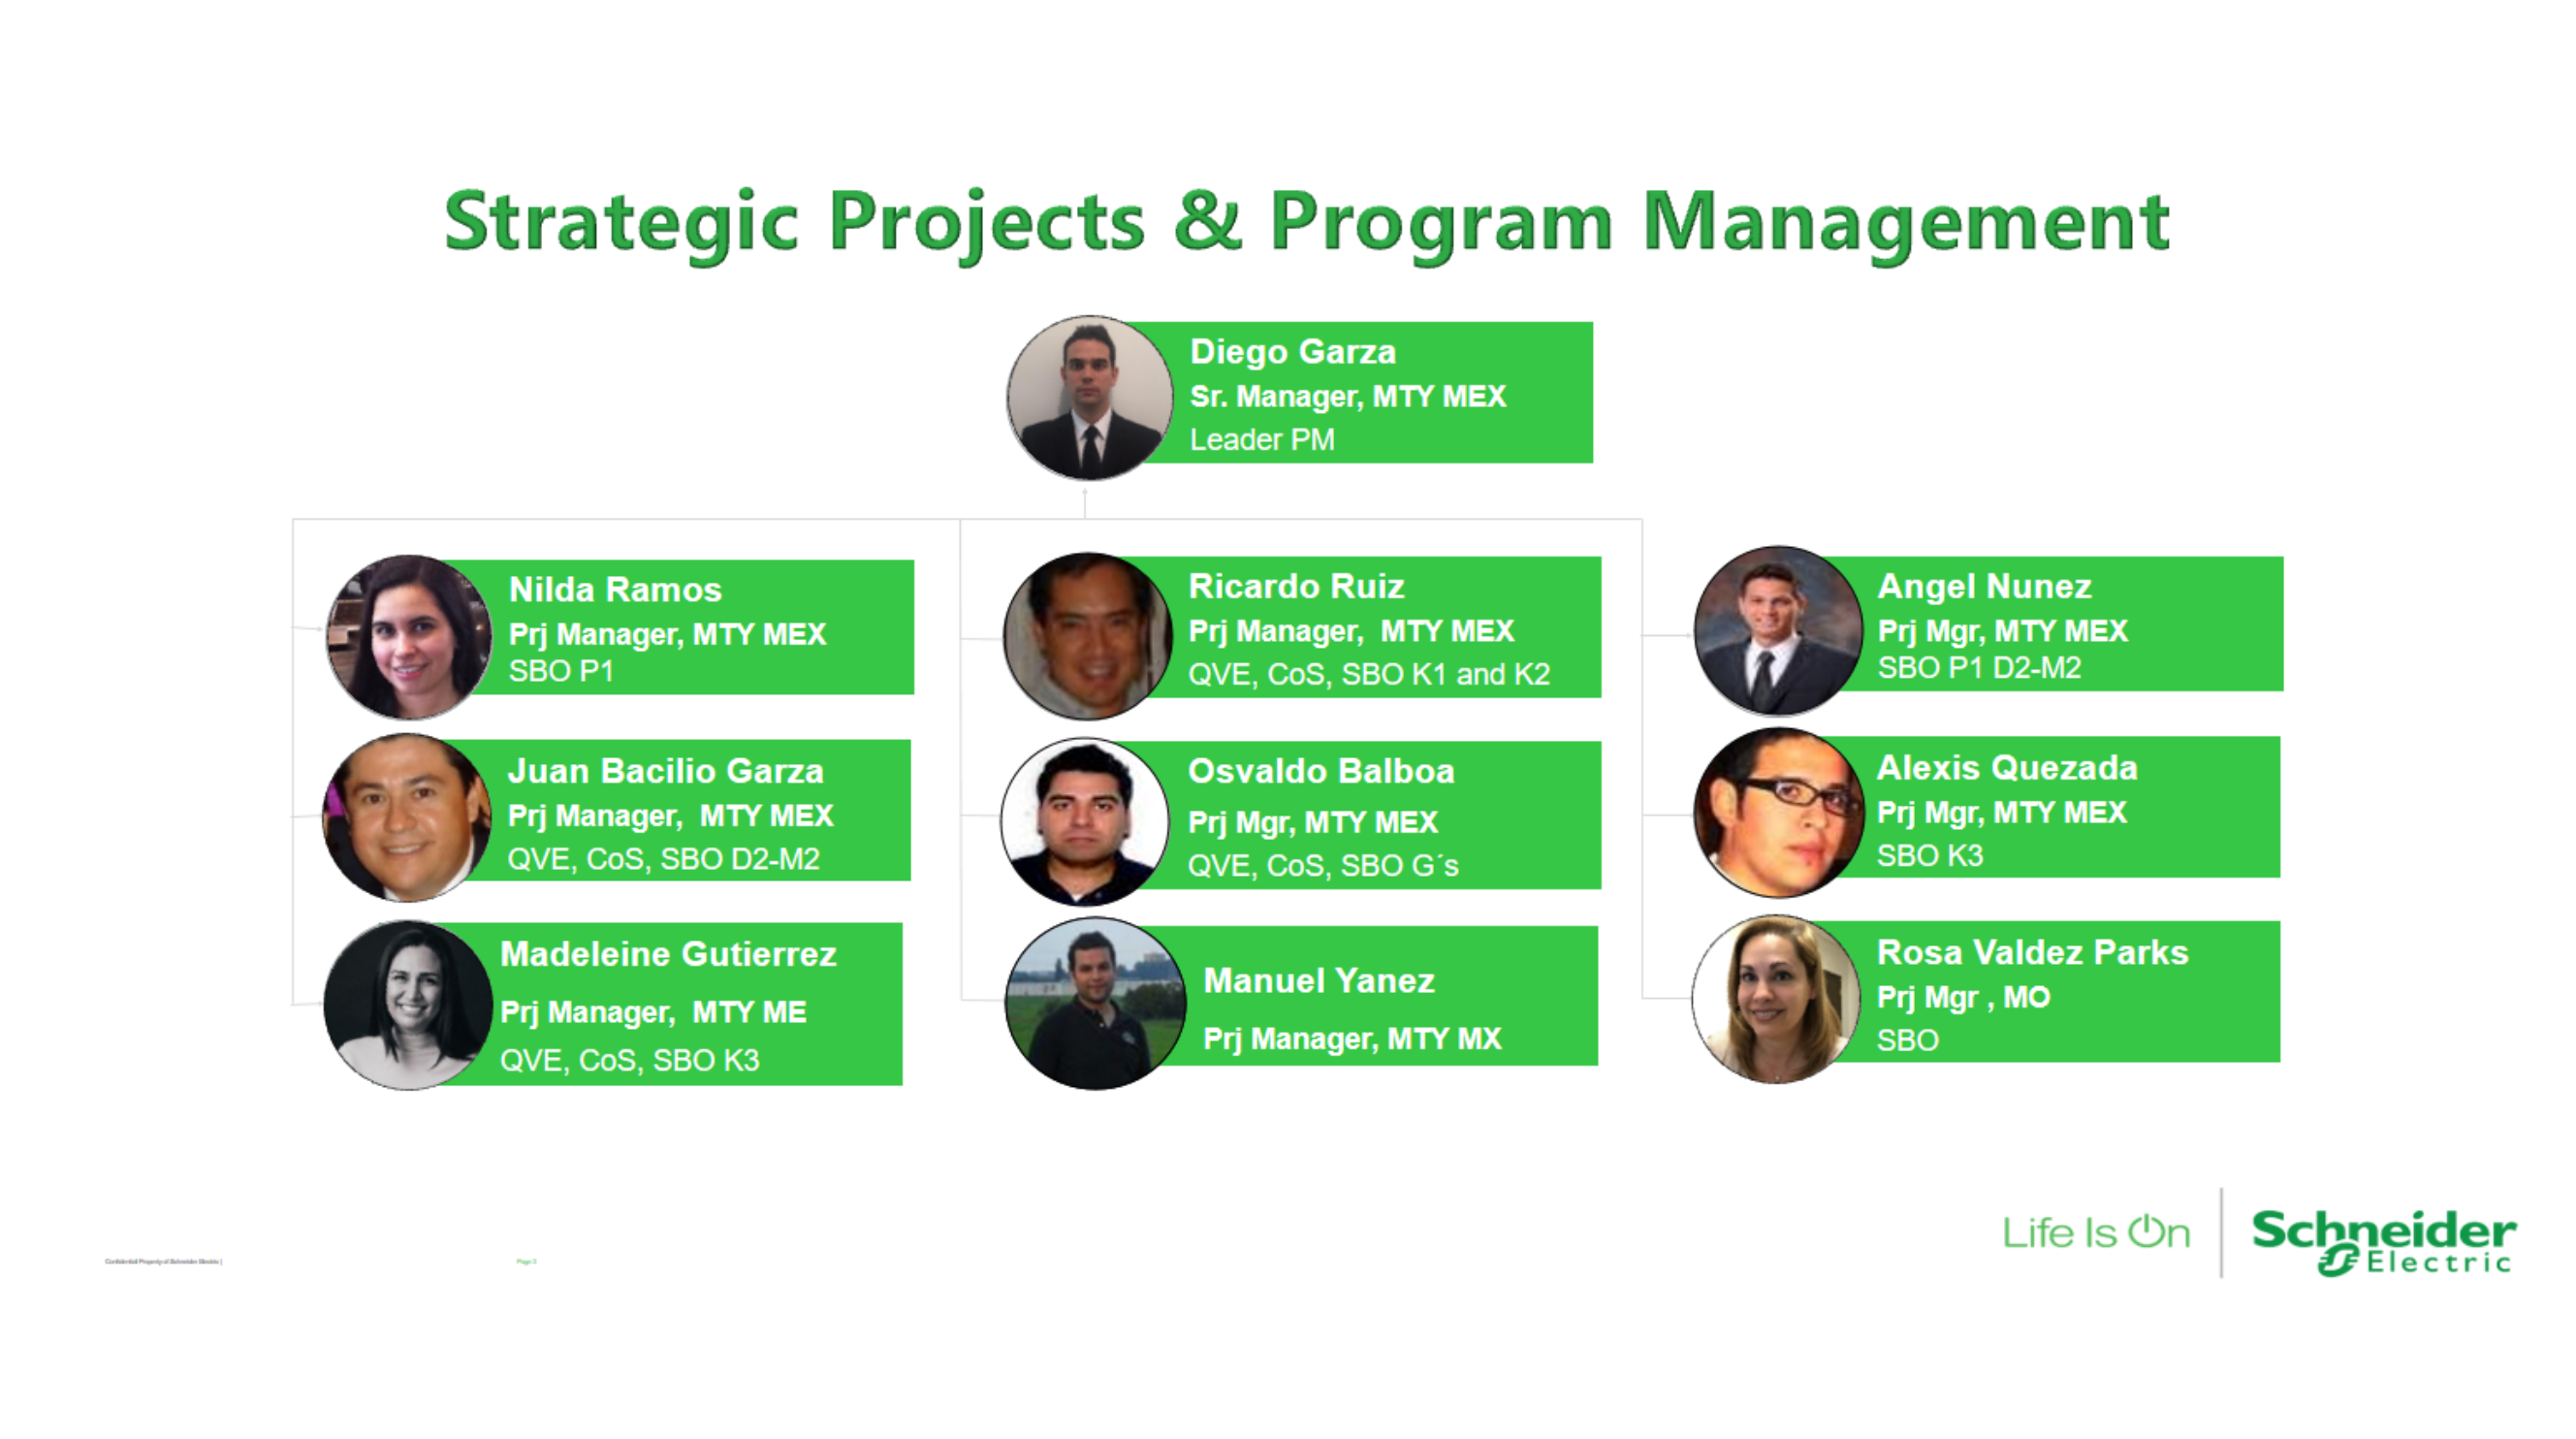 Strategic Projects & Program Management
Diego Garza
Sr. Manager, MTY MEX
Leader PM
Nilda Ramos
Prj Manager, MTY MEX
SBO P1
Juan Bacilio Garza
Prj Manager, MTY MEX
QVE, CoS, SBO D2-M2
Madeleine Gutierrez
Prj Manager, MTY ME
QVE, CoS, SBO K3
Ricardo Ruiz
Prj Manager, MTY MEX
QVE, CoS, SBO K1 and K2
Osvaldo Balboa
Prj Mgr, MTY MEX
QVE, CoS, SBO G´s
Manuel Yanez
Prj Manager, MTY MX
Angel Nunez
Prj Mgr, MTY MEX
SBO P1 D2-M2
Alexis Quezada
Prj Mgr, MTY MEX
SBO K3
Rosa Valdez Parks
Prj Mgr , MO
SBO
Confidential Property of Schneider Electric |
Page 3
Life Is On
Schneider
Electric